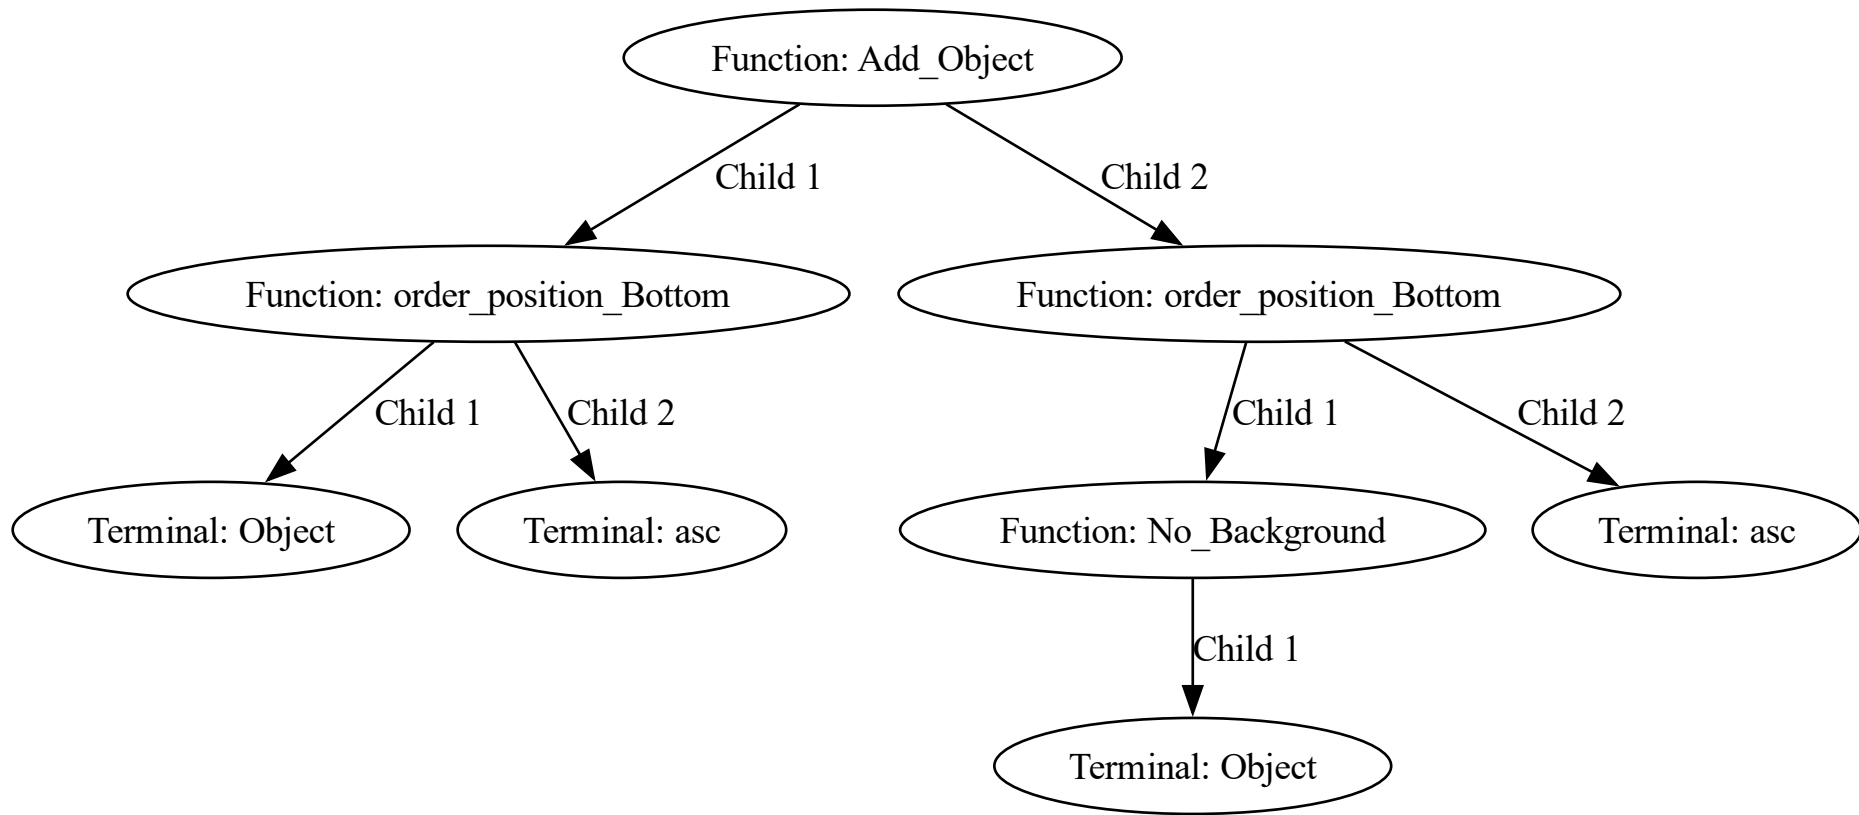 Function: Add_Object
Child 1
Child 2
Function: order_position_Bottom
Function: order_position_Bottom
Child 1
Child 2
Child 1
Child 2
Terminal: Object
Terminal: asc
Function: No_Background
Terminal: asc
Child 1
Terminal: Object